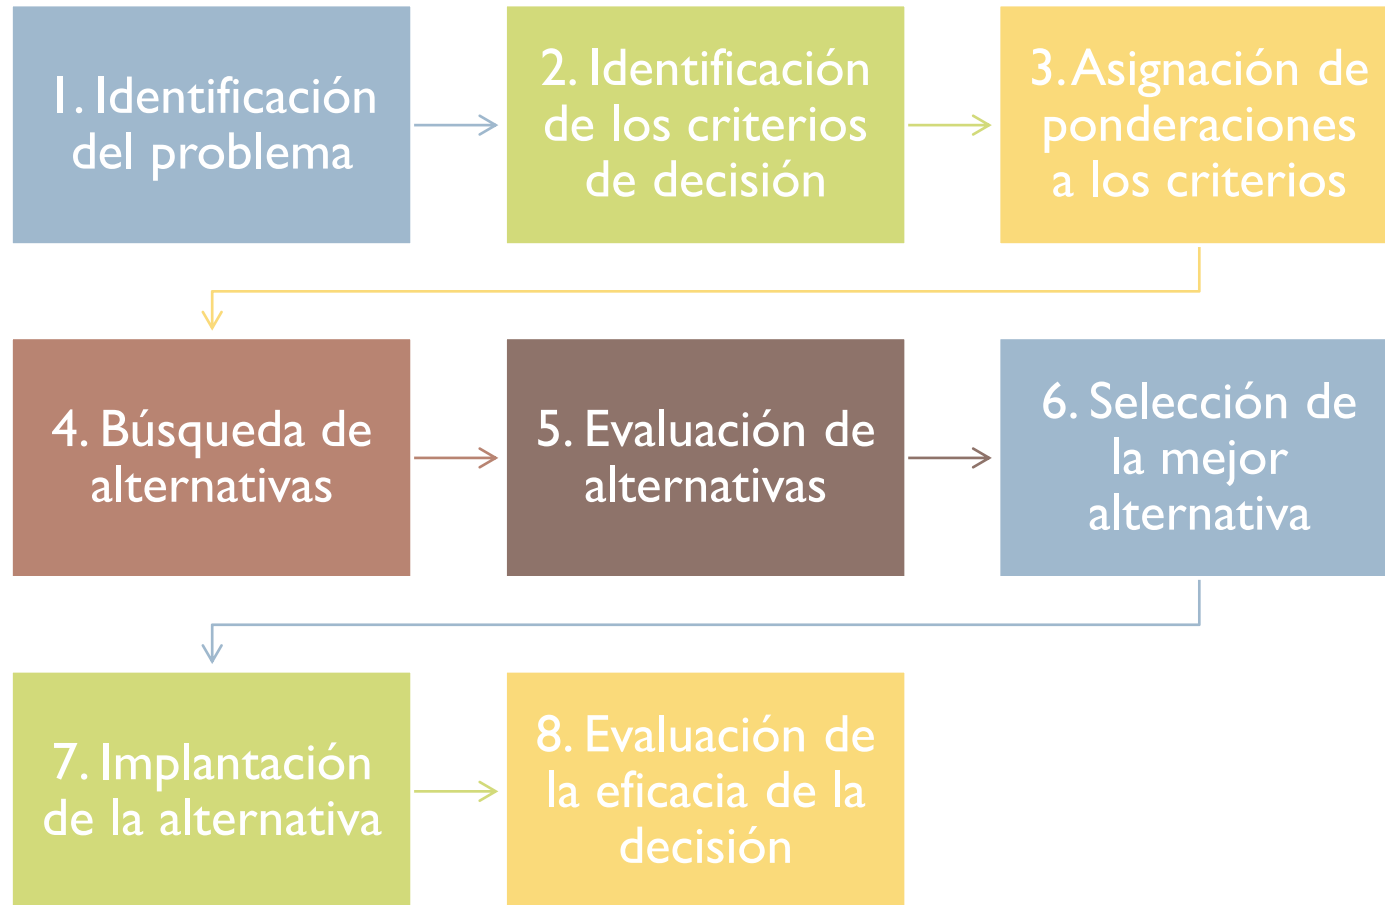 1. Identificación
del problema
2. Identificación
de los criterios
de decisión
3. Asignación de
ponderaciones
a los criterios
4. Búsqueda de
alternativas
5. Evaluación de
alternativas
6. Selección de
la mejor
alternativa
7. Implantación
de la alternativa
8. Evaluación de
la eficacia de la
decisión